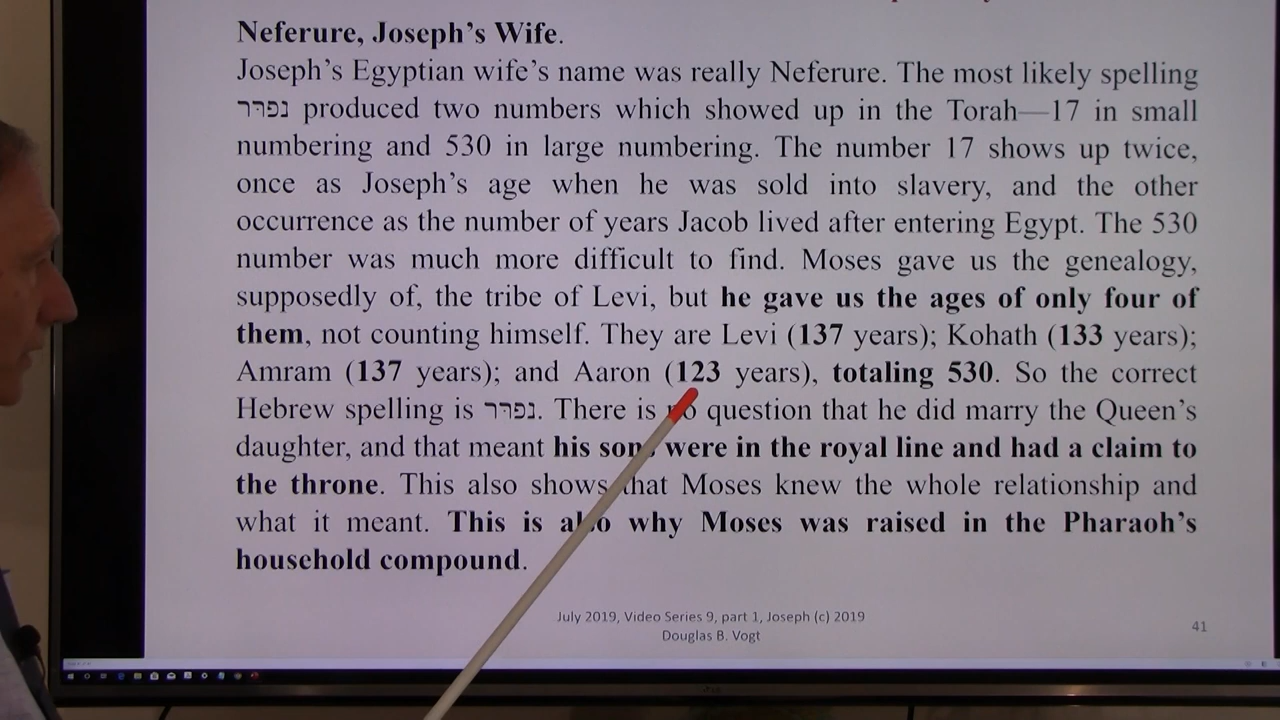 Neferure, Joseph's Wife.
Joseph's Egyptian wife's name was really Neferure. The most likely spelling
נפרר produced two numbers which showed up in the Torah—17 in small
numbering and 530 in large numbering. The number 17 shows up twice,
once as Joseph's age when he was sold into slavery, and the other
occurrence as the number of years Jacob lived after entering Egypt. The 530
number was much more difficult to find. Moses gave us the genealogy,
supposedly of, the tribe of Levi, but he gave us the ages of only four of
them, not counting himself. They are Levi (137 years); Kohath (133 years);
Amram (137 years); and Aaron (123 years), totaling 530. So the correct
Hebrew spelling is נפרר. There is no question that he did marry the Queen's
daughter, and that meant his sons were in the royal line and had a claim to
the throne. This also shows that Moses knew the whole relationship and
what it meant. This is also why Moses was raised in the Pharaoh's
household compound.
July 2019, Video Series 9, part 1, Joseph (c) 2019
Douglas B. Vogt
41